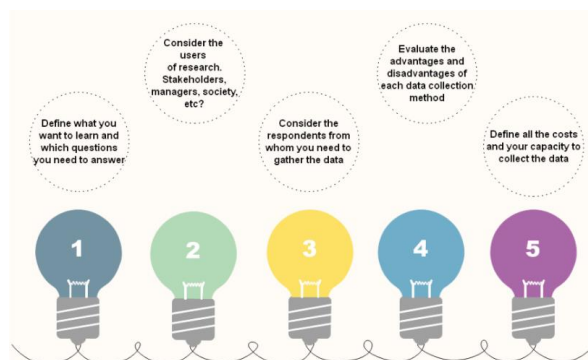 Define what you
want to learn and
which questions
you need to answer
Consider the
users
of research.
Stakeholders,
managers, society,
etc?
Consider the
respondents from
whom you need to
gather the data
Evaluate the
advantages and
disadvantages of
each data collection
method
Define all the costs
and your capacity to
collect the data
1
2
3
4
5